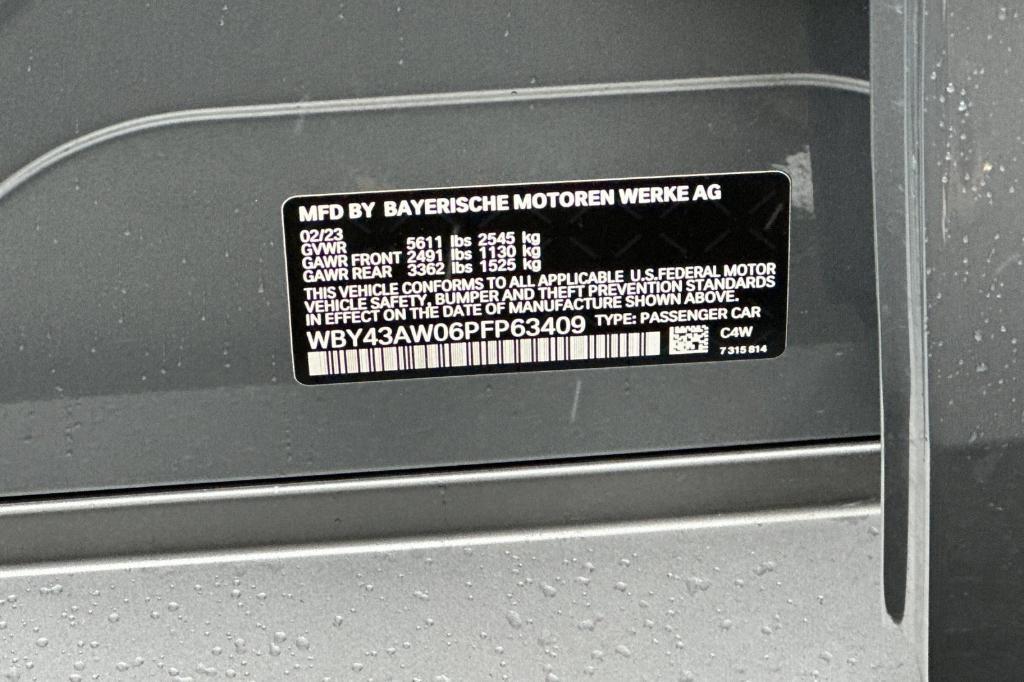 MFD BY BAYERISCHE MOTOREN WERKE AG
02/23
GVWR 5611 lbs 2545 kg
GAWR FRONT 2491 lbs 1130 kg
GAWR REAR 3362 lbs 1525 kg
THIS VEHICLE CONFORMS TO ALL APPLICABLE U.S.FEDERAL MOTOR
VEHICLE SAFETY, BUMPER AND THEFT PREVENTION STANDARDS
IN EFFECT ON THE DATE OF MANUFACTURE SHOWN ABOVE.
WBY43AW06PFP63409 TYPE: PASSENGER CAR
C4W
7 315 814